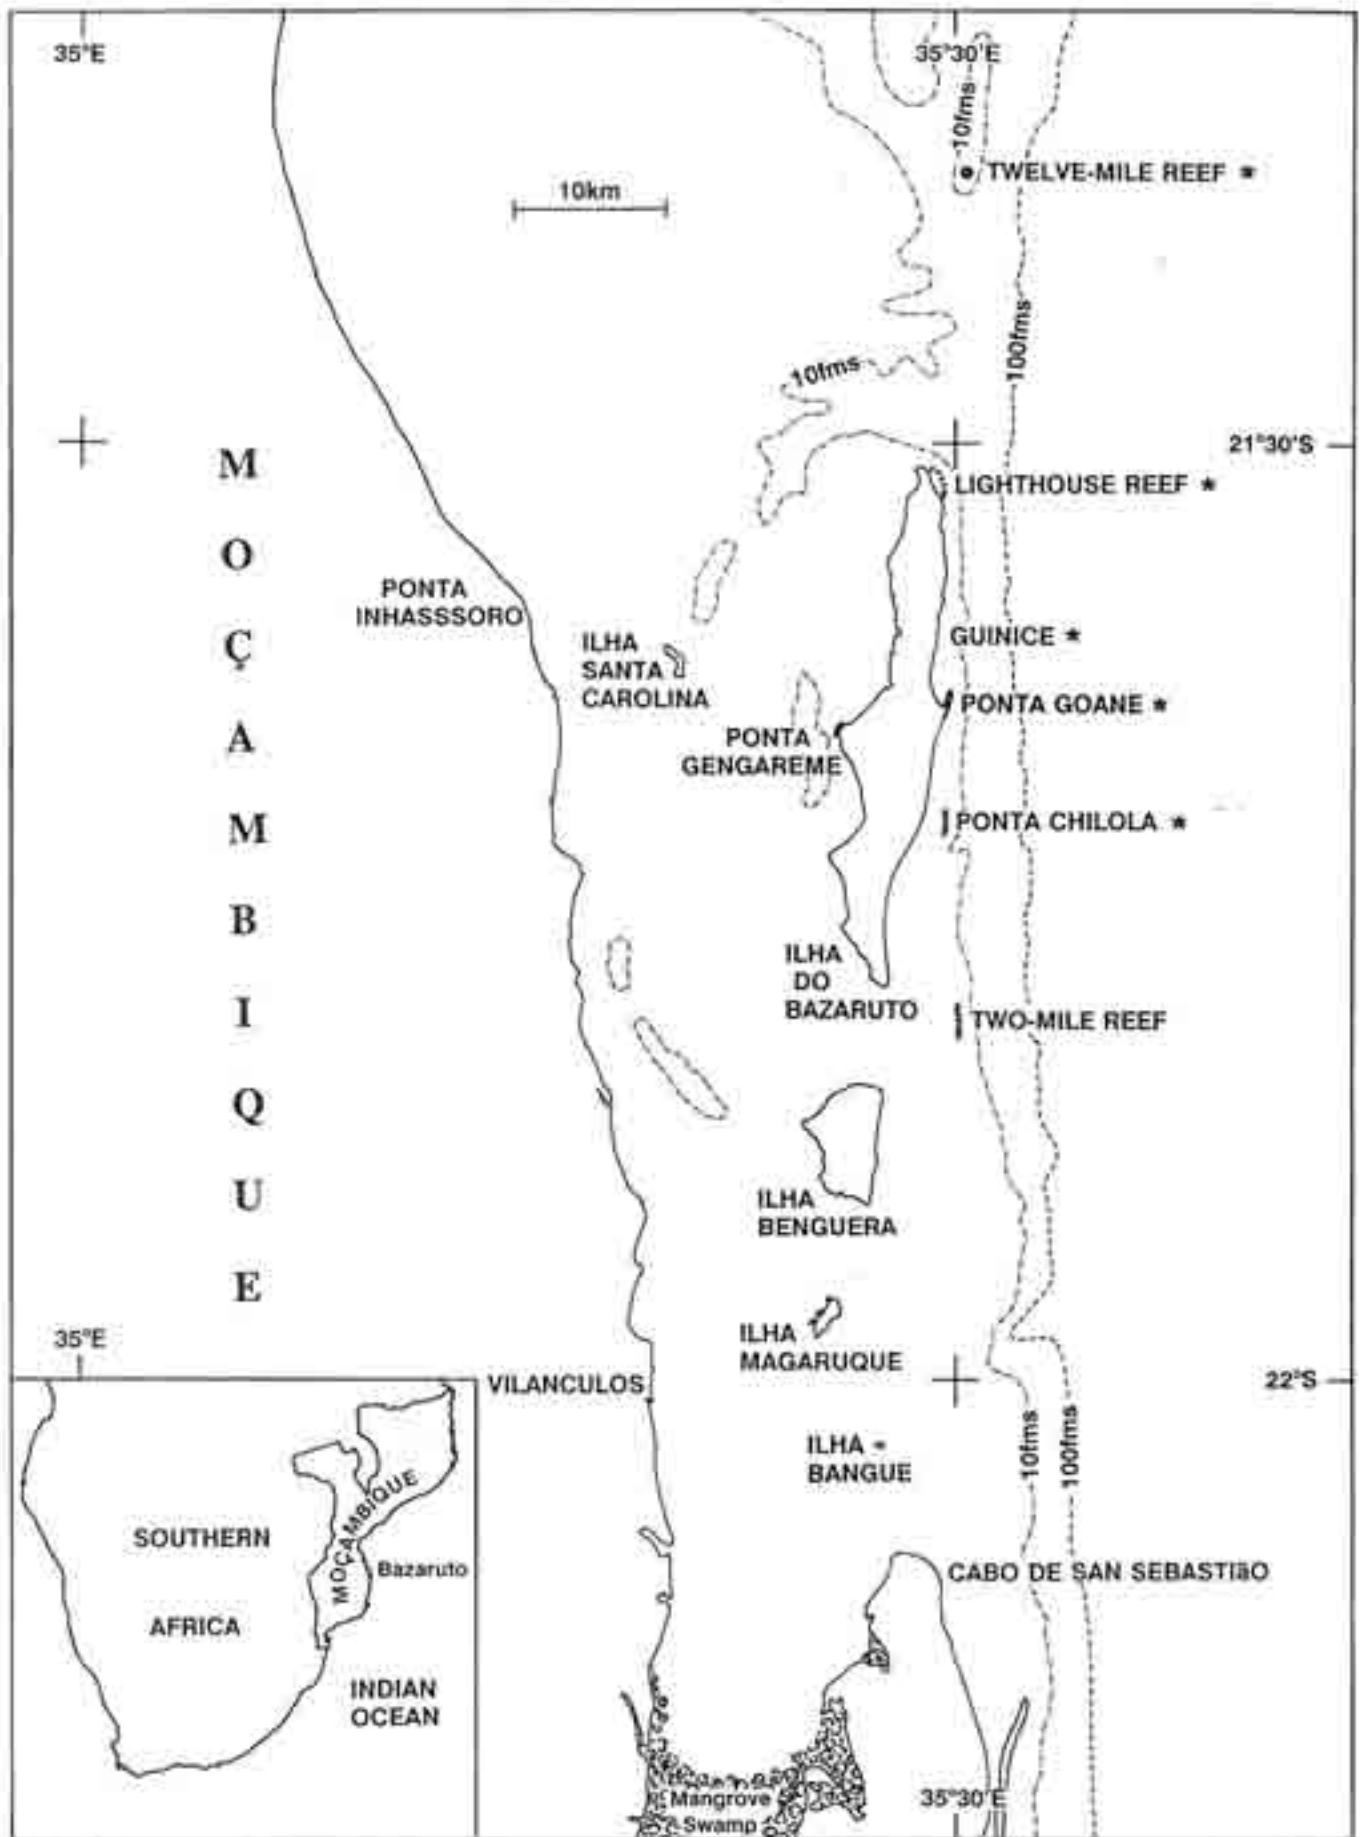 35°E
35°30'E
10fms
TWELVE-MILE REEF *
10km
100fms
10fms
21°30'S
MOÇAMBIQUE
LIGHTHOUSE REEF *
PONTA
INHASSSORO
GUINICE *
ILHA
SANTA
CAROLINA
PONTA GOANE *
PONTA
GENGAREME
PONTA CHILOLA *
ILHA
DO
BAZARUTO
TWO-MILE REEF
ILHA
BENGUERA
35°E
ILHA
MAGARUQUE
VILANCULOS
22°S
10fms
100fms
ILHA
BANGUE
CABO DE SAN SEBASTIãO
SOUTHERN
AFRICA
MOÇAMBIQUE
Bazaruto
INDIAN
OCEAN
35°30'E
Mangrove
Swamp